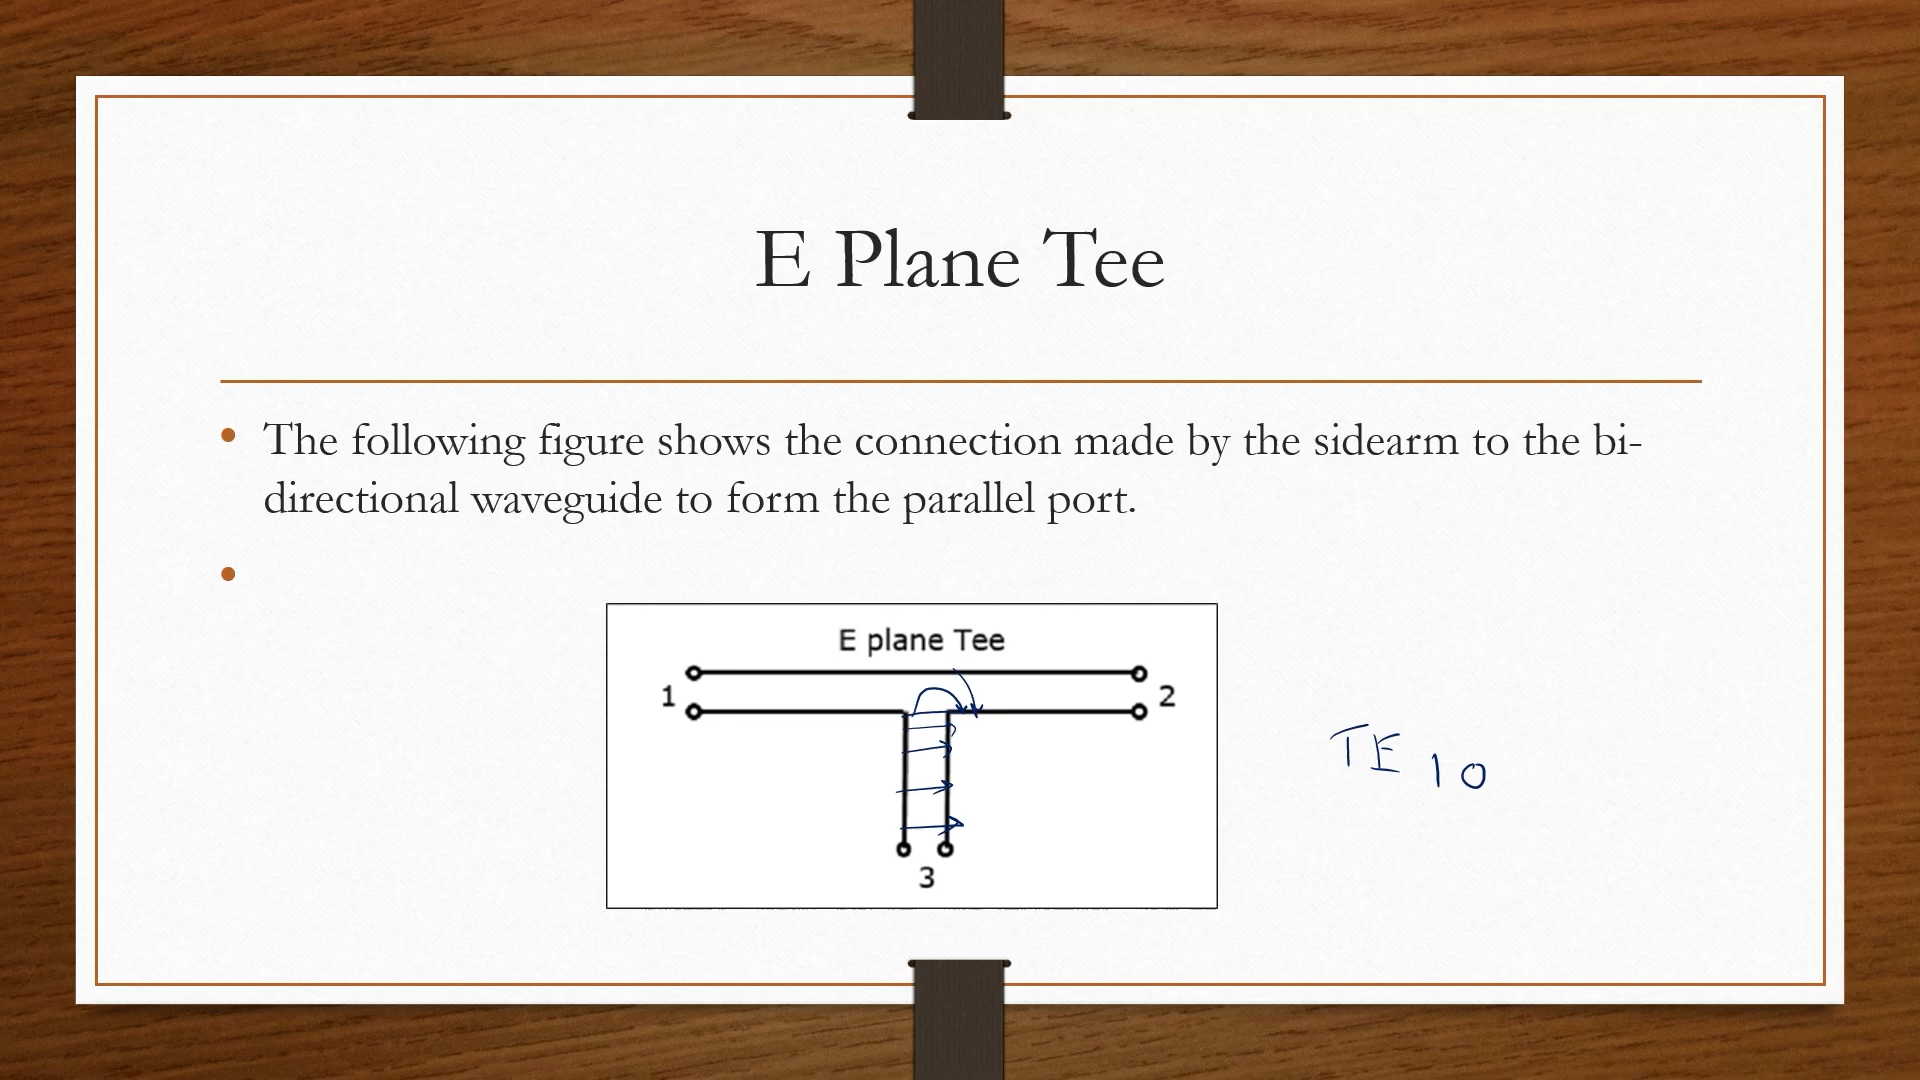 E Plane Tee
• The following figure shows the connection made by the sidearm to the bi-
directional waveguide to form the parallel port.
•
E plane Tee
1
2
3
TE 10